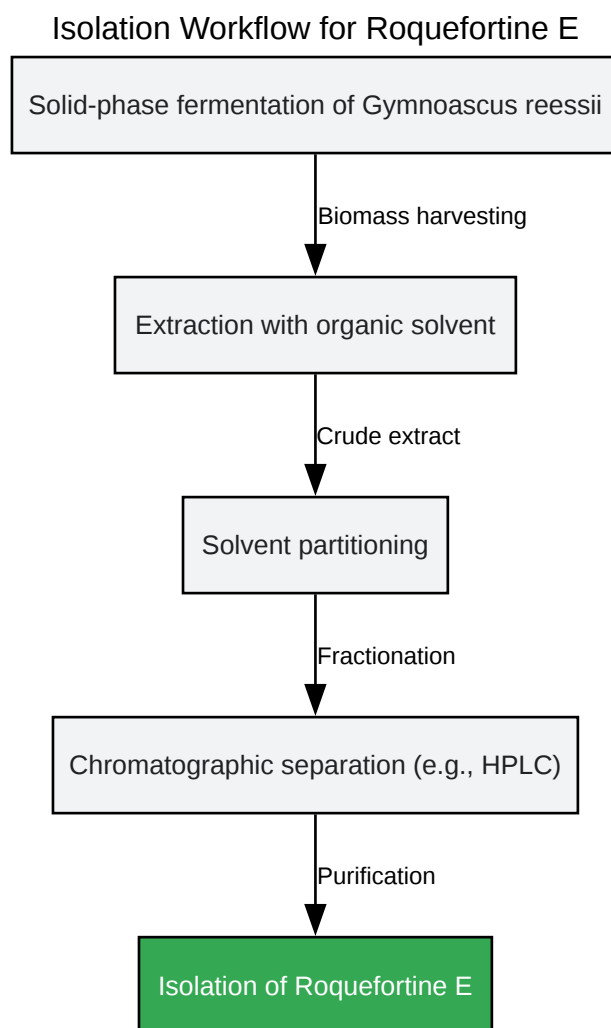 Isolation Workflow for Roquefortine E
Solid-phase fermentation of Gymnoascus reessii
Biomass harvesting
Extraction with organic solvent
Crude extract
Solvent partitioning
Fractionation
Chromatographic separation (e.g., HPLC)
Purification
Isolation of Roquefortine E